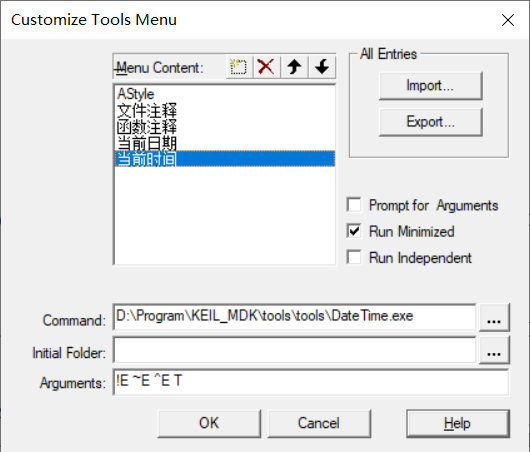 Customize Tools Menu
Menu Content:
AStyle
文件注释
函数注释
当前日期
当前时间
All Entries
Import...
Export...
Prompt for Arguments
Run Minimized
Run Independent
Command:
D:\Program\KEIL_MDK\tools\tools\DateTime.exe
...
Initial Folder:
...
Arguments:
!E ~E ^E T
OK
Cancel
Help